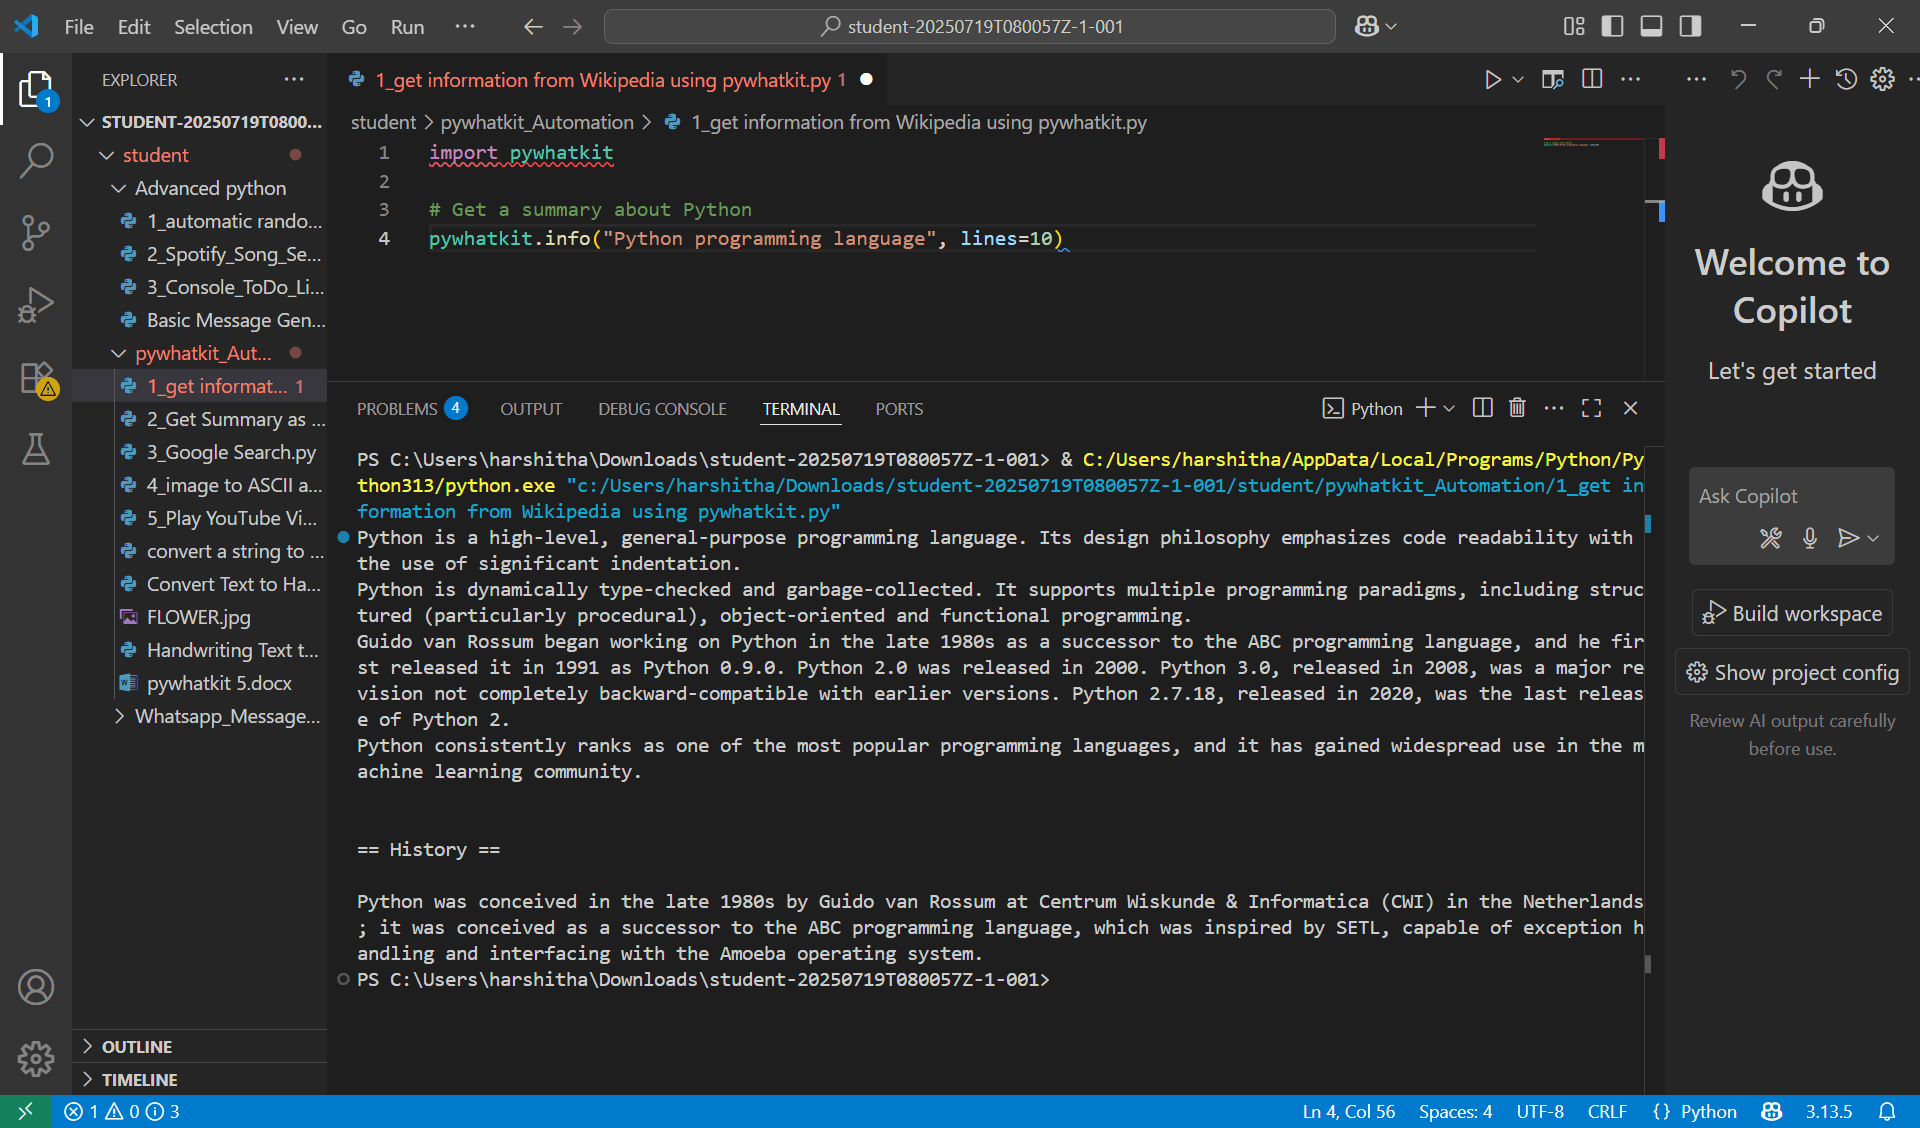 File Edit Selection View Go Run ··· student-20250719T080057Z-1-001
EXPLORER ···
1
STUDENT-20250719T0800...
student
Advanced python
1_automatic rando...
2_Spotify_Song_Se...
3_Console_ToDo_Li...
Basic Message Gen...
pywhatkit_Aut...
1_get informat... 1
2_Get Summary as ...
3_Google Search.py
4_image to ASCII a...
5_Play YouTube Vi...
convert a string to ...
Convert Text to Ha...
FLOWER.jpg
Handwriting Text t...
pywhatkit 5.docx
Whatsapp_Message...
OUTLINE
TIMELINE
1_get information from Wikipedia using pywhatkit.py 1
student > pywhatkit_Automation > 1_get information from Wikipedia using pywhatkit.py
1 import pywhatkit
2
3 # Get a summary about Python
4 pywhatkit.info("Python programming language", lines=10)
PROBLEMS 4 OUTPUT DEBUG CONSOLE TERMINAL PORTS Python
PS C:\Users\harshitha\Downloads\student-20250719T080057Z-1-001> & C:/Users/harshitha/AppData/Local/Programs/Python/Py
thon313/python.exe "c:/Users/harshitha/Downloads/student-20250719T080057Z-1-001/student/pywhatkit_Automation/1_get in
formation from Wikipedia using pywhatkit.py"
Python is a high-level, general-purpose programming language. Its design philosophy emphasizes code readability with
the use of significant indentation.
Python is dynamically type-checked and garbage-collected. It supports multiple programming paradigms, including struc
tured (particularly procedural), object-oriented and functional programming.
Guido van Rossum began working on Python in the late 1980s as a successor to the ABC programming language, and he fir
st released it in 1991 as Python 0.9.0. Python 2.0 was released in 2000. Python 3.0, released in 2008, was a major re
vision not completely backward-compatible with earlier versions. Python 2.7.18, released in 2020, was the last releas
e of Python 2.
Python consistently ranks as one of the most popular programming languages, and it has gained widespread use in the m
achine learning community.
== History ==
Python was conceived in the late 1980s by Guido van Rossum at Centrum Wiskunde & Informatica (CWI) in the Netherlands
; it was conceived as a successor to the ABC programming language, which was inspired by SETL, capable of exception h
andling and interfacing with the Amoeba operating system.
PS C:\Users\harshitha\Downloads\student-20250719T080057Z-1-001>
Welcome to
Copilot
Let's get started
Ask Copilot
Build workspace
Show project config
Review AI output carefully
before use.
1 0 3 Ln 4, Col 56 Spaces: 4 UTF-8 CRLF {} Python 3.13.5